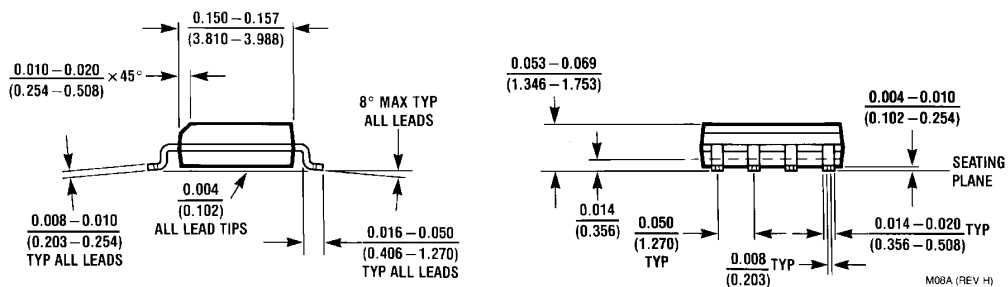 0.150 – 0.157
(3.810 – 3.988)
0.010 – 0.020 × 45°
(0.254 – 0.508)
8° MAX TYP
ALL LEADS
0.004
(0.102)
ALL LEAD TIPS
0.008 – 0.010
(0.203 – 0.254)
TYP ALL LEADS
0.016 – 0.050
(0.406 – 1.270)
TYP ALL LEADS
0.053 – 0.069
(1.346 – 1.753)
0.004 – 0.010
(0.102 – 0.254)
SEATING
PLANE
0.014
(0.356)
0.050
(1.270)
TYP
0.014 – 0.020 TYP
(0.356 – 0.508)
0.008 TYP
(0.203)
M08A (REV H)